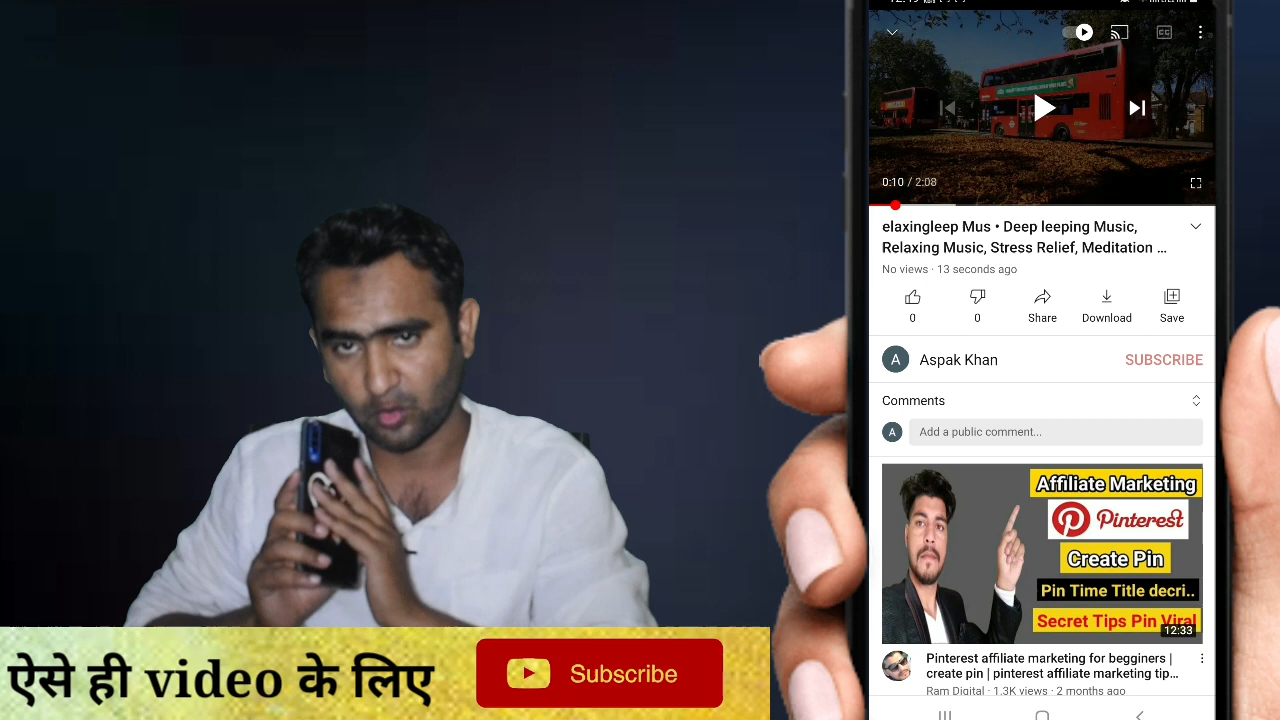 0:10 / 2:08
elaxingleep Mus • Deep leeping Music,
Relaxing Music, Stress Relief, Meditation ...
No views · 13 seconds ago
0
0
Share
Download
Save
A
Aspak Khan
SUBSCRIBE
Comments
A
Add a public comment...
Affiliate Marketing
Pinterest
Create Pin
Pin Time Title decri..
Secret Tips Pin Viral
12:33
Pinterest affiliate marketing for begginers |
create pin | pinterest affiliate marketing tip...
Ram Digital · 1.3K views · 2 months ago
ऐसे ही video के लिए
Subscribe